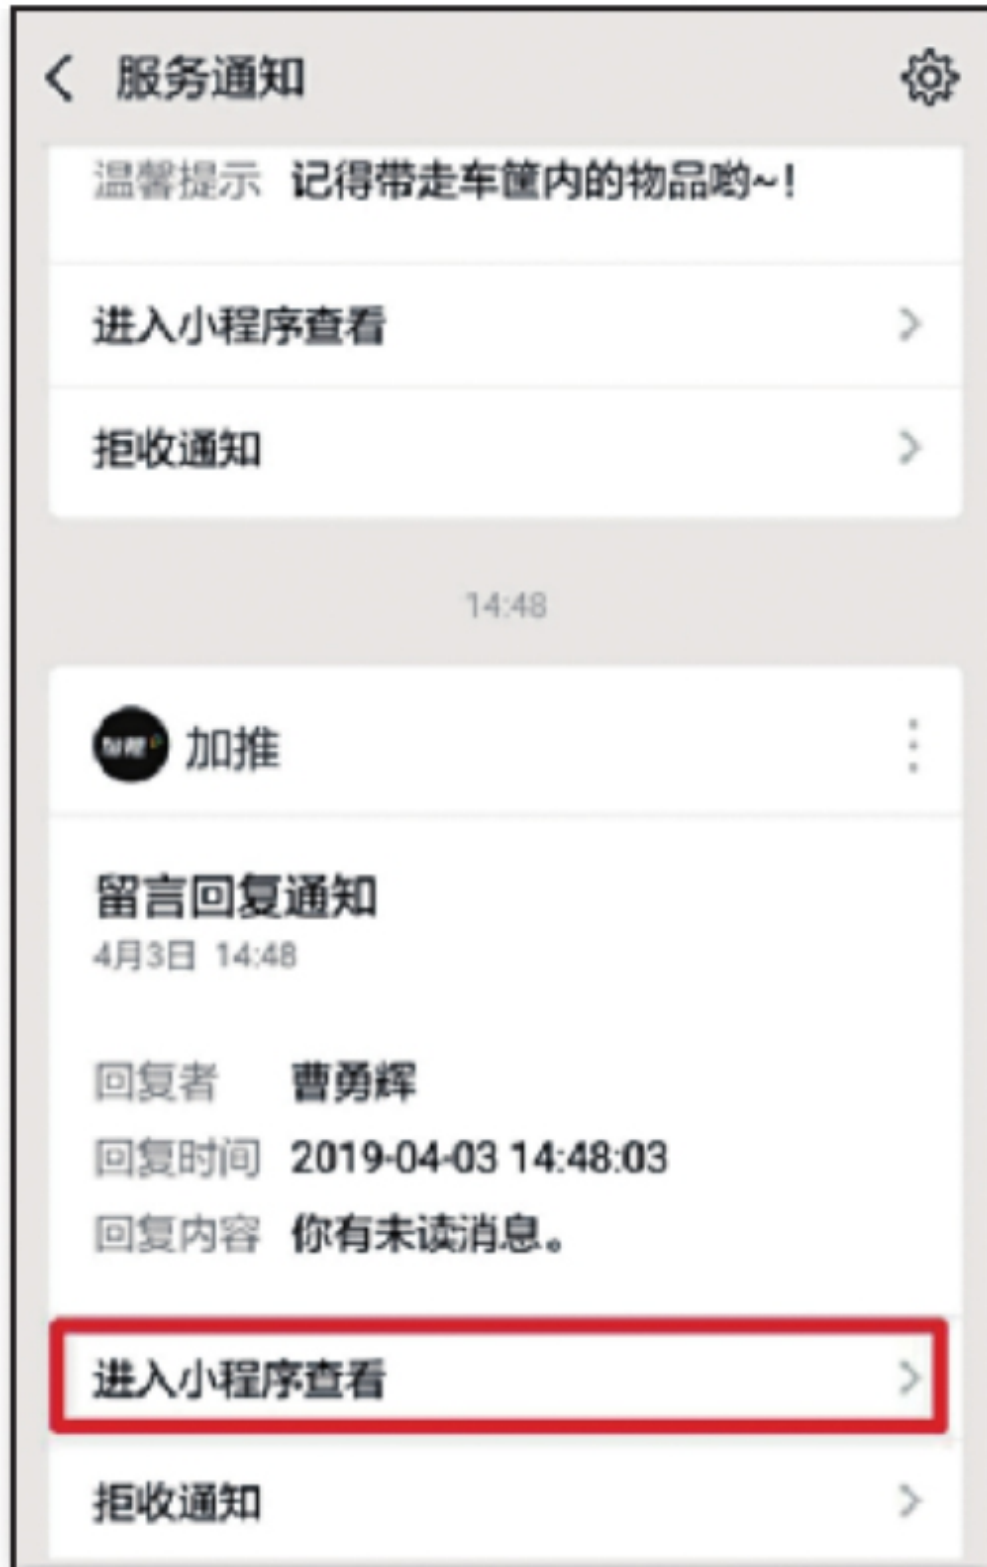 服务通知
温馨提示 记得带走车筐内的物品哟~!
进入小程序查看
拒收通知
14:48
加推
留言回复通知
4月3日 14:48
回复者 曹勇辉
回复时间 2019-04-03 14:48:03
回复内容 你有未读消息。
进入小程序查看
拒收通知